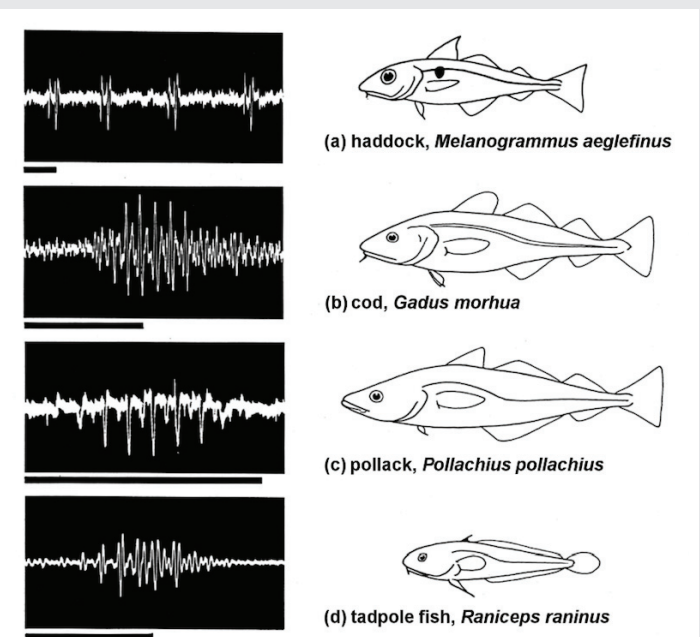 (a) haddock, Melanogrammus aeglefinus
(b) cod, Gadus morhua
(c) pollack, Pollachius pollachius
(d) tadpole fish, Raniceps raninus